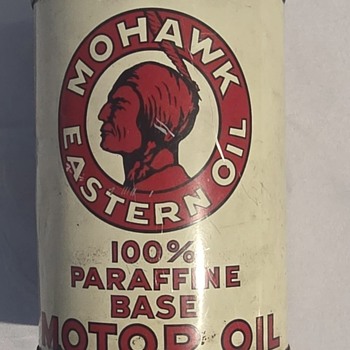 MOHAWK
EASTERN OIL
100%
PARAFFINE
BASE
MOTOR OIL